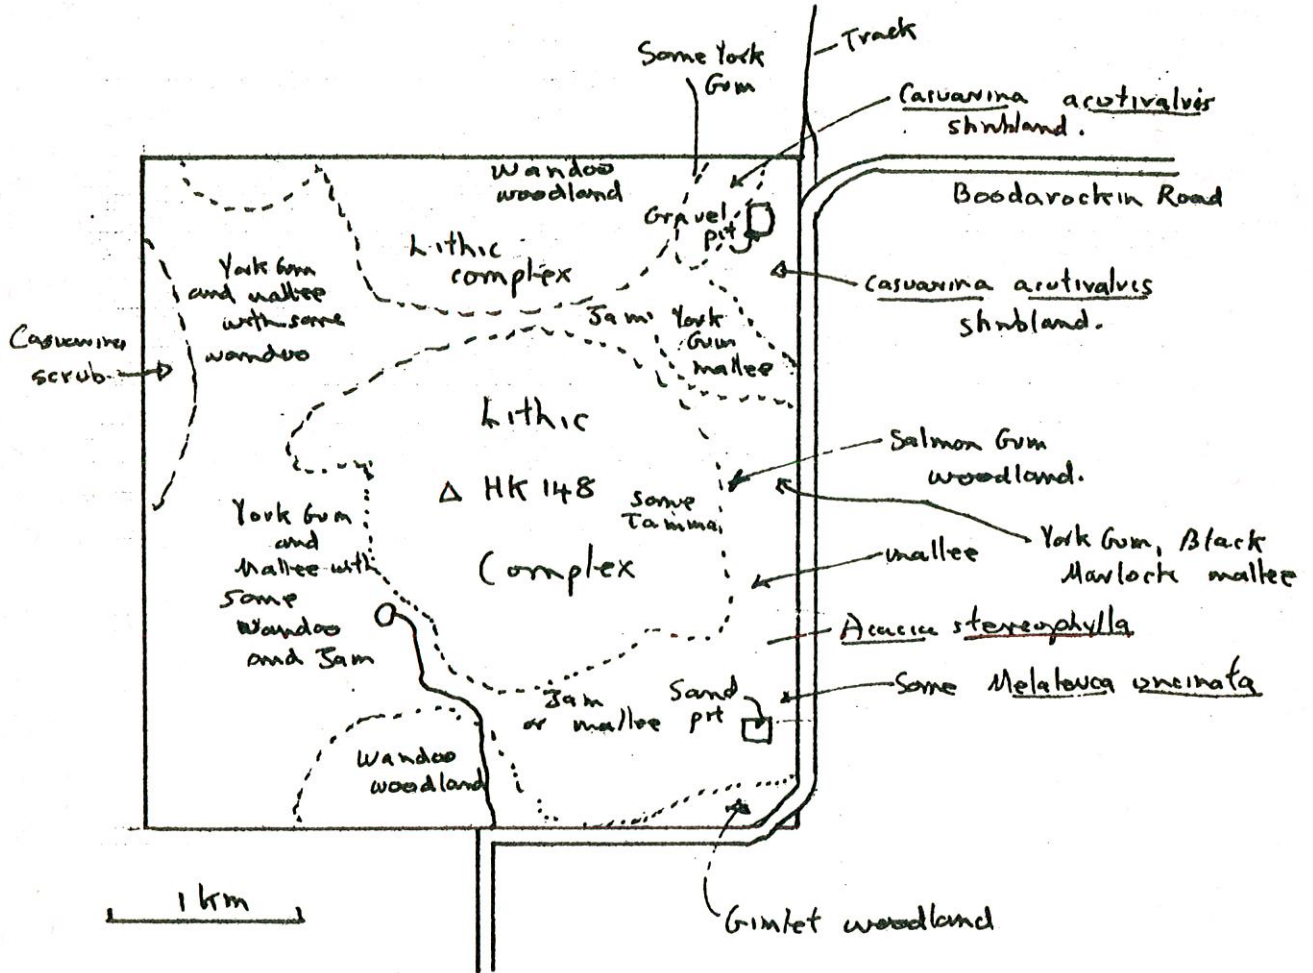 Track
Some York
Gum
Casuarina acutivalvis
shrubland.
Wandoo
woodland
Boodarockin Road
Gravel
pit
Lithic
complex
York Gum
and mallee
with some
wandoo
Casuarina
scrub
Casuarina acutivalvis
shrubland.
Jam
York
Gum
mallee
Lithic
HK 148
Complex
some
Tamma
Salmon Gum
woodland.
York Gum, Black
Marlock mallee
mallee
York Gum
and
Mallee with
some
Wandoo
and Jam
Acacia stereophylla
Some Melaleuca uncinata
Jam
or mallee
Sand
pit
Wandoo
woodland
1 km
Gimlet woodland